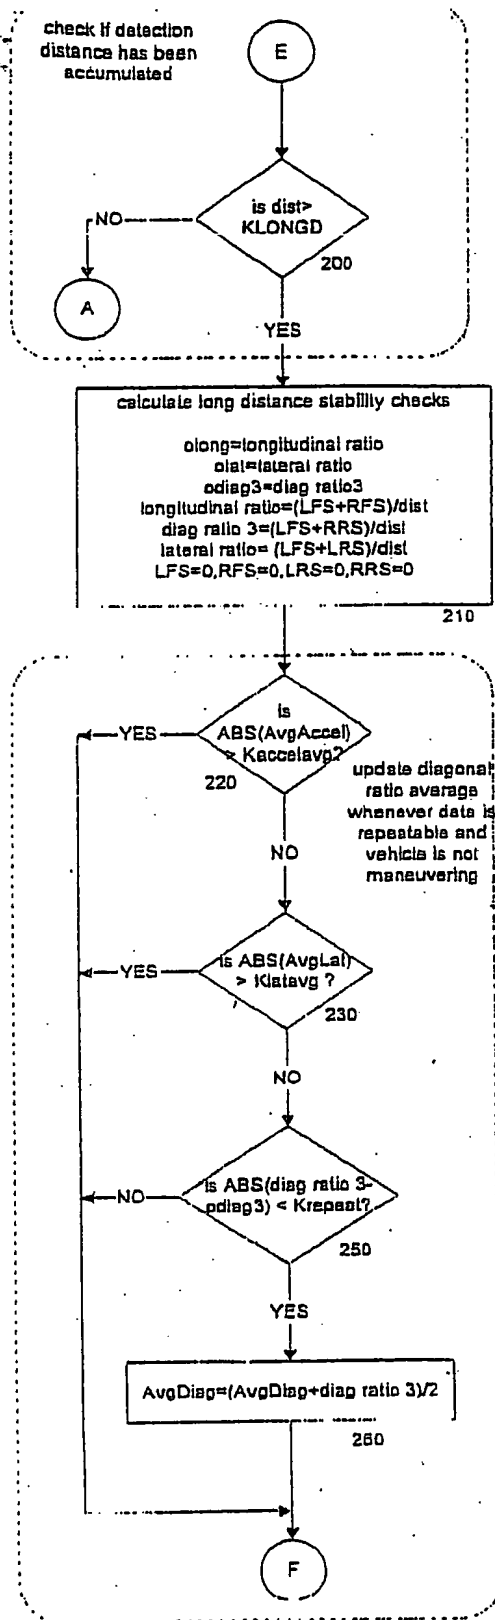 check if detection
distance has been
accumulated
E
is dist>
KLONGD
NO
200
A
YES
calculate long distance stability checks
olong=longitudinal ratio
olat=lateral ratio
odiag3=diag ratio3
longitudinal ratio=(LFS+RFS)/dist
diag ratio 3=(LFS+RRS)/dist
lateral ratio= (LFS+LRS)/dist
LFS=0,RFS=0,LRS=0,RRS=0
210
is
ABS(AvgAccel)
> Kaccelavg?
YES
220
update diagonal
ratio average
whenever data is
repeatable and
vehicle is not
maneuvering
NO
is ABS(AvgLat)
> Klatavg ?
YES
230
NO
is ABS(diag ratio 3-
pdiag3) < Krepeat?
NO
250
YES
AvgDiag=(AvgDiag+diag ratio 3)/2
260
F